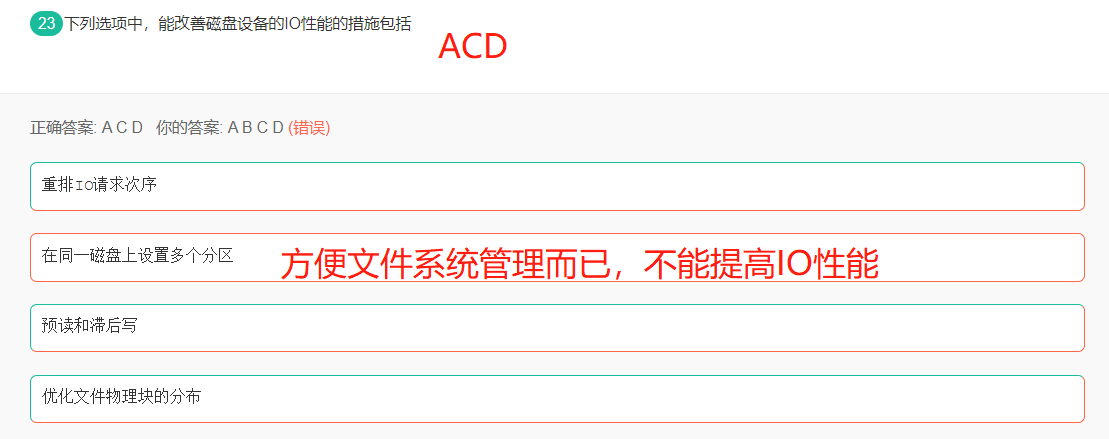 23 下列选项中，能改善磁盘设备的IO性能的措施包括
ACD
正确答案: A C D 你的答案: A B C D (错误)
重排IO请求次序
在同一磁盘上设置多个分区
方便文件系统管理而已，不能提高IO性能
预读和滞后写
优化文件物理块的分布